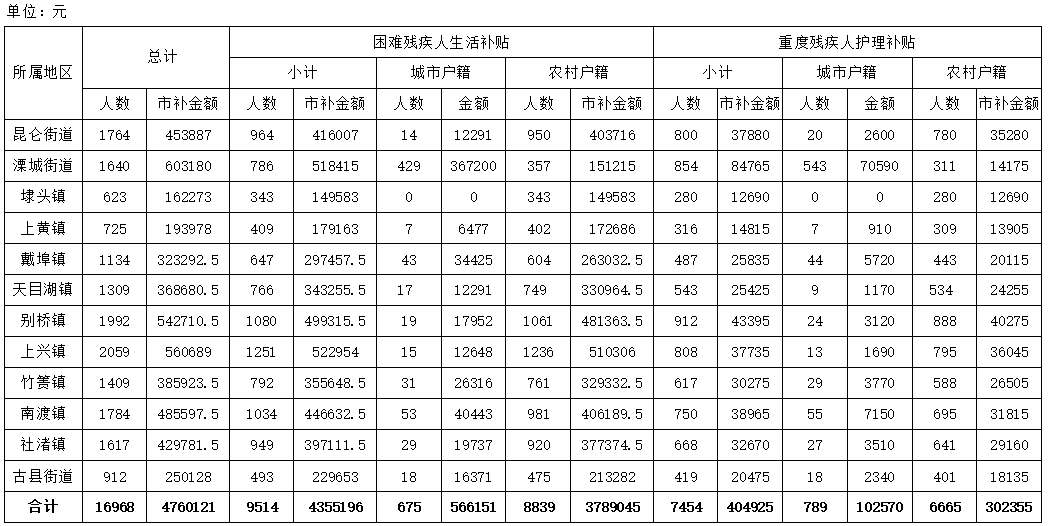 单位：元
所属地区 总计 困难残疾人生活补贴 重度残疾人护理补贴
小计 城市户籍 农村户籍 小计 城市户籍 农村户籍
人数 市补金额 人数 市补金额 人数 金额 人数 市补金额 人数 市补金额 人数 金额 人数 市补金额
昆仑街道 1764 453887 964 416007 14 12291 950 403716 800 37880 20 2600 780 35280
溧城街道 1640 603180 786 518415 429 367200 357 151215 854 84765 543 70590 311 14175
埭头镇 623 162273 343 149583 0 0 343 149583 280 12690 0 0 280 12690
上黄镇 725 193978 409 179163 7 6477 402 172686 316 14815 7 910 309 13905
戴埠镇 1134 323292.5 647 297457.5 43 34425 604 263032.5 487 25835 44 5720 443 20115
天目湖镇 1309 368680.5 766 343255.5 17 12291 749 330964.5 543 25425 9 1170 534 24255
别桥镇 1992 542710.5 1080 499315.5 19 17952 1061 481363.5 912 43395 24 3120 888 40275
上兴镇 2059 560689 1251 522954 15 12648 1236 510306 808 37735 13 1690 795 36045
竹箦镇 1409 385923.5 792 355648.5 31 26316 761 329332.5 617 30275 29 3770 588 26505
南渡镇 1784 485597.5 1034 446632.5 53 40443 981 406189.5 750 38965 55 7150 695 31815
社渚镇 1617 429781.5 949 397111.5 29 19737 920 377374.5 668 32670 27 3510 641 29160
古县街道 912 250128 493 229653 18 16371 475 213282 419 20475 18 2340 401 18135
合计 16968 4760121 9514 4355196 675 566151 8839 3789045 7454 404925 789 102570 6665 302355